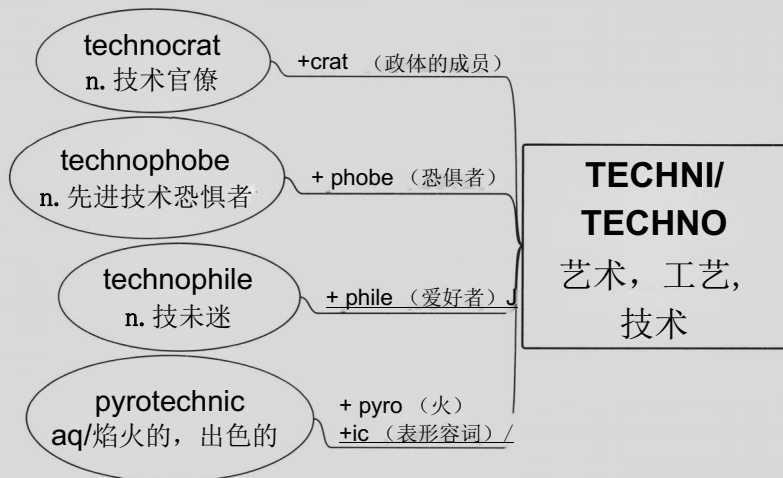 technocrat
n. 技术官僚
+crat （政体的成员）
technophobe
n. 先进技术恐惧者
+ phobe （恐俱者）
technophile
n. 技未迷
+ phile （爱好者）J
pyrotechnic
aq/焰火的，出色的
+ pyro （火）
+ic （表形容词）/
TECHNI/
TECHNO
艺术，工艺,
技术